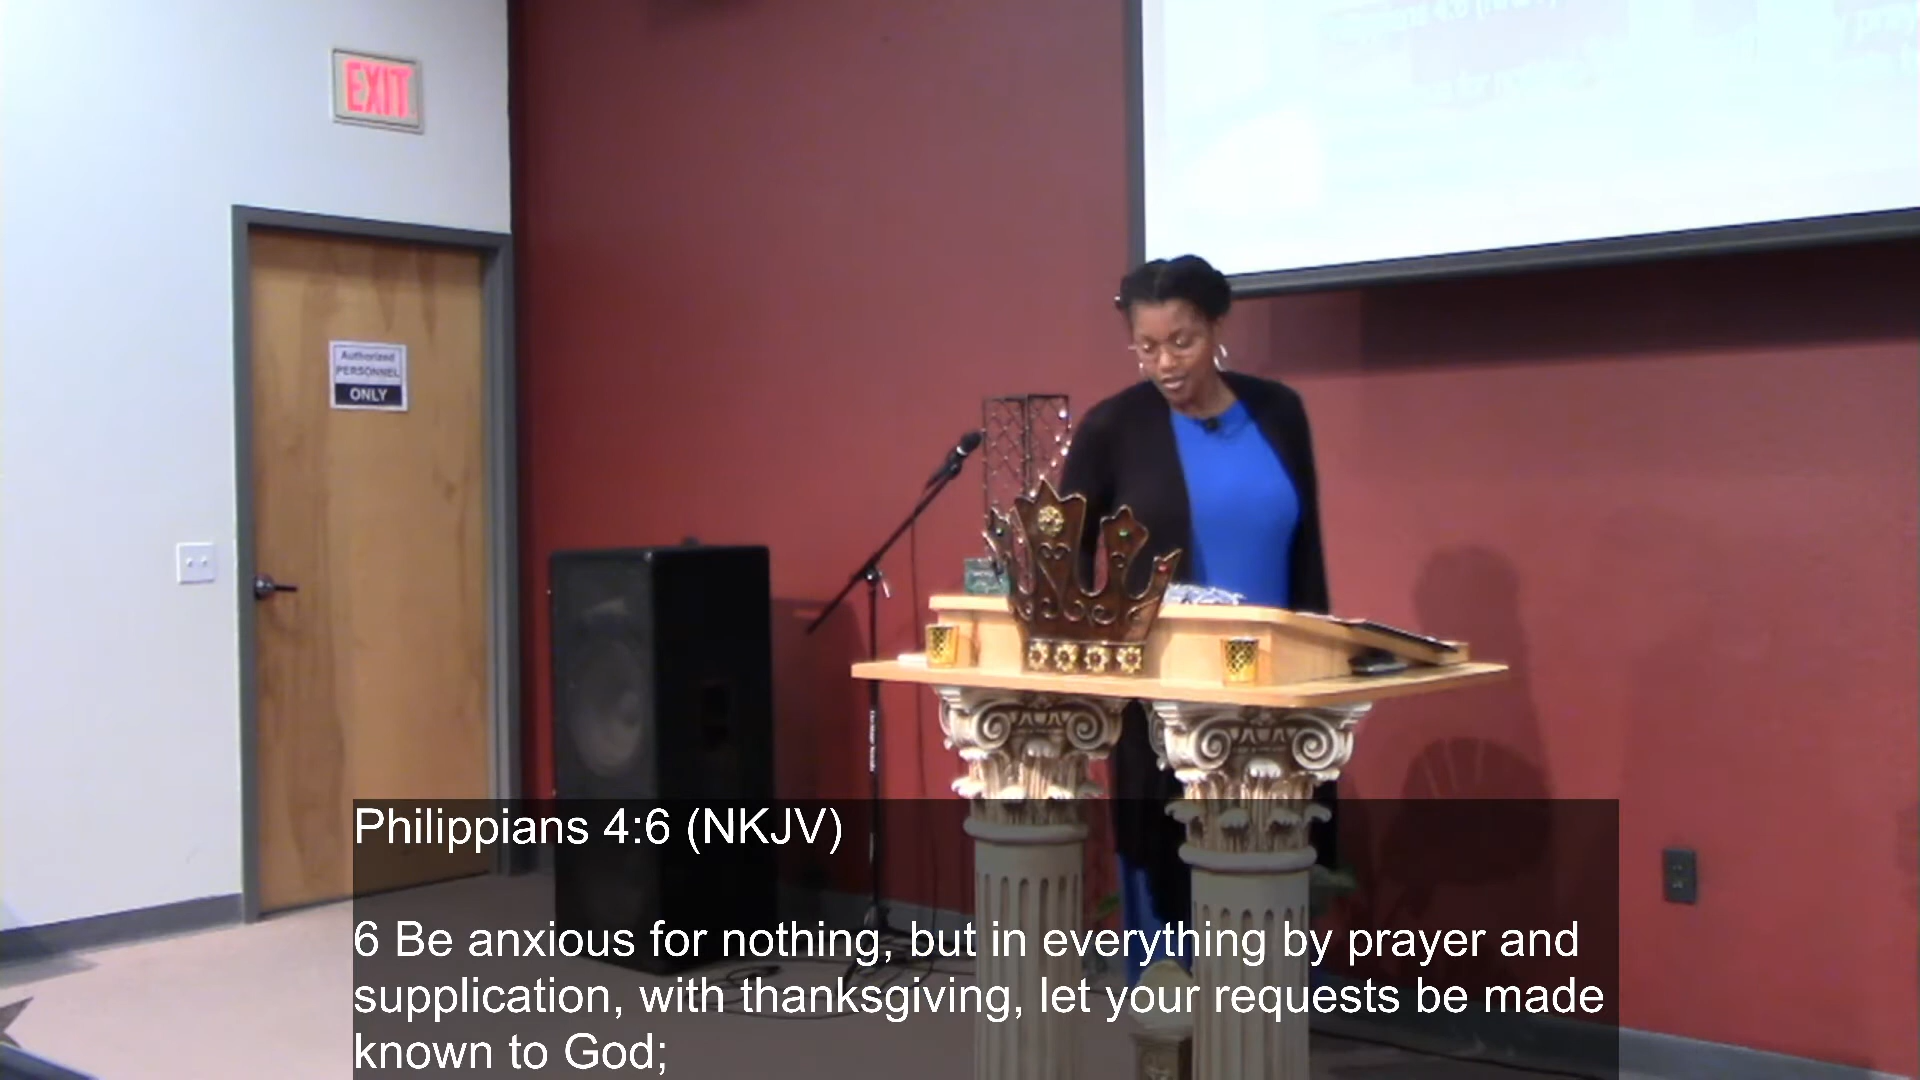 EXIT
Authorized
PERSONNEL
ONLY
Philippians 4:6 (NKJV)
6 Be anxious for nothing, but in everything by prayer and
supplication, with thanksgiving, let your requests be made
known to God;